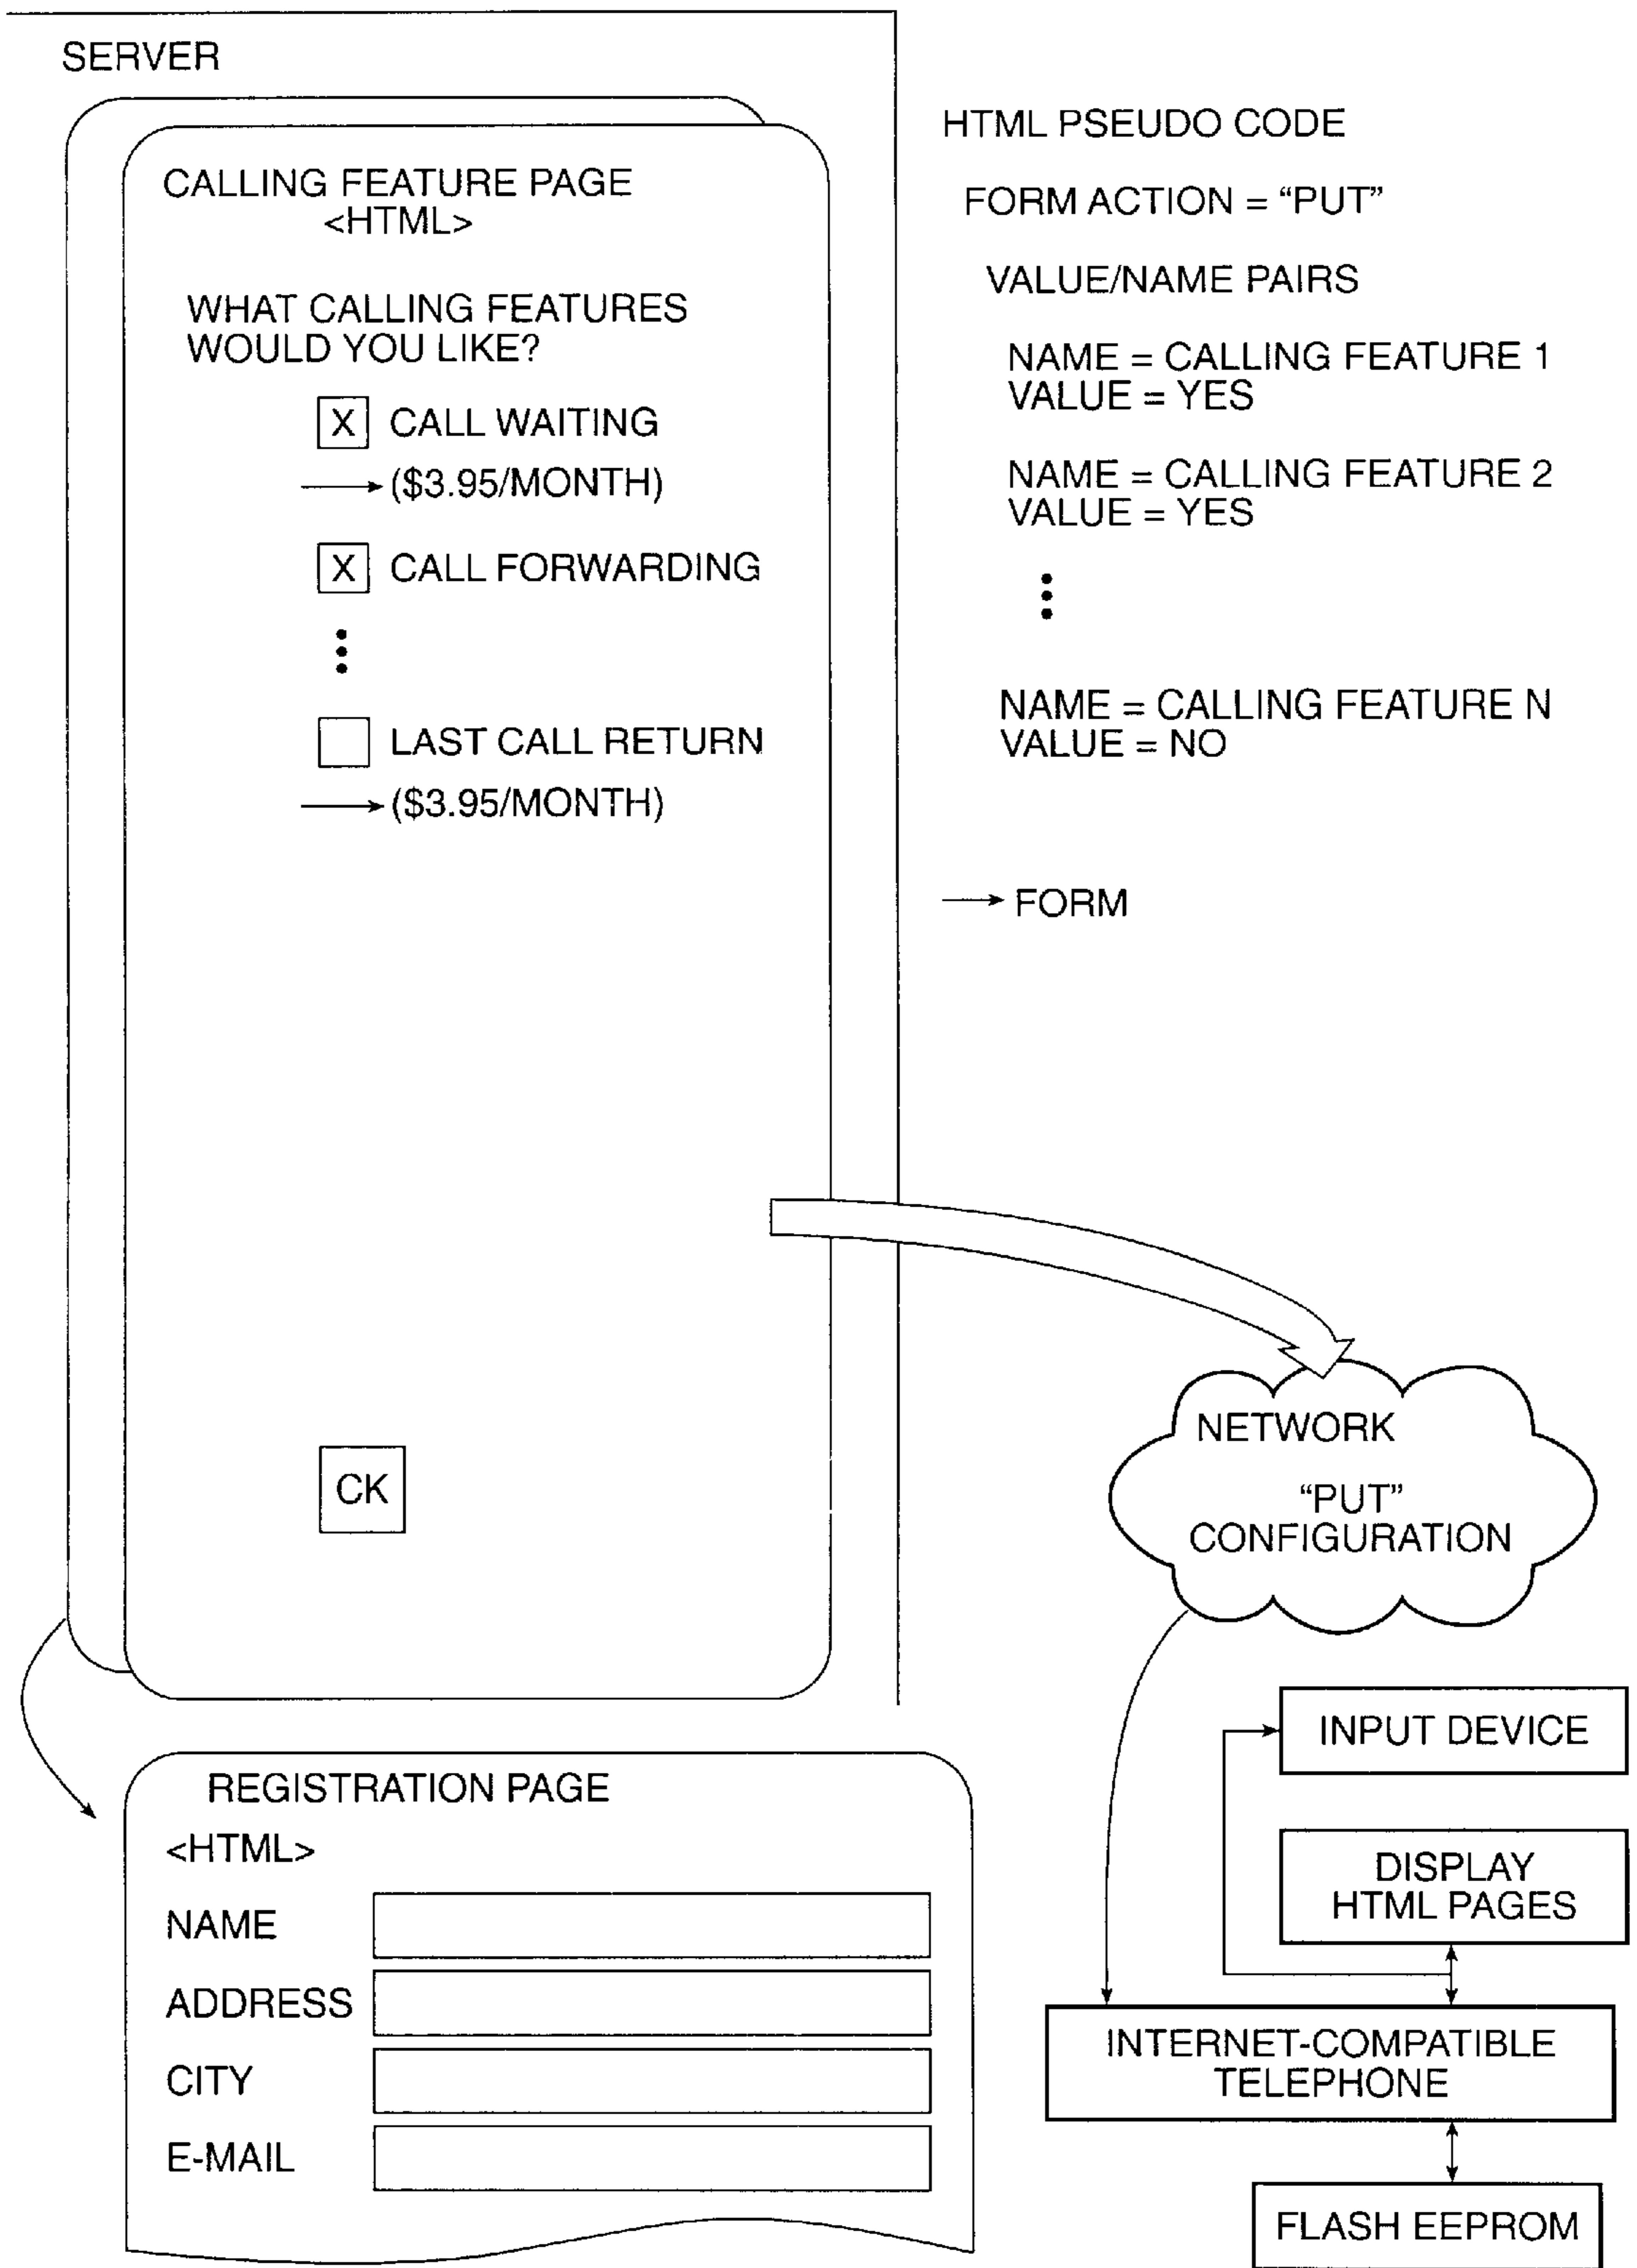 SERVER
CALLING FEATURE PAGE
<HTML>
WHAT CALLING FEATURES
WOULD YOU LIKE?
X CALL WAITING
($3.95/MONTH)
X CALL FORWARDING
LAST CALL RETURN
($3.95/MONTH)
CK
HTML PSEUDO CODE
FORM ACTION = “PUT”
VALUE/NAME PAIRS
NAME = CALLING FEATURE 1
VALUE = YES
NAME = CALLING FEATURE 2
VALUE = YES
NAME = CALLING FEATURE N
VALUE = NO
FORM
NETWORK
“PUT”
CONFIGURATION
REGISTRATION PAGE
<HTML>
NAME
ADDRESS
CITY
E-MAIL
INPUT DEVICE
DISPLAY
HTML PAGES
INTERNET-COMPATIBLE
TELEPHONE
FLASH EEPROM